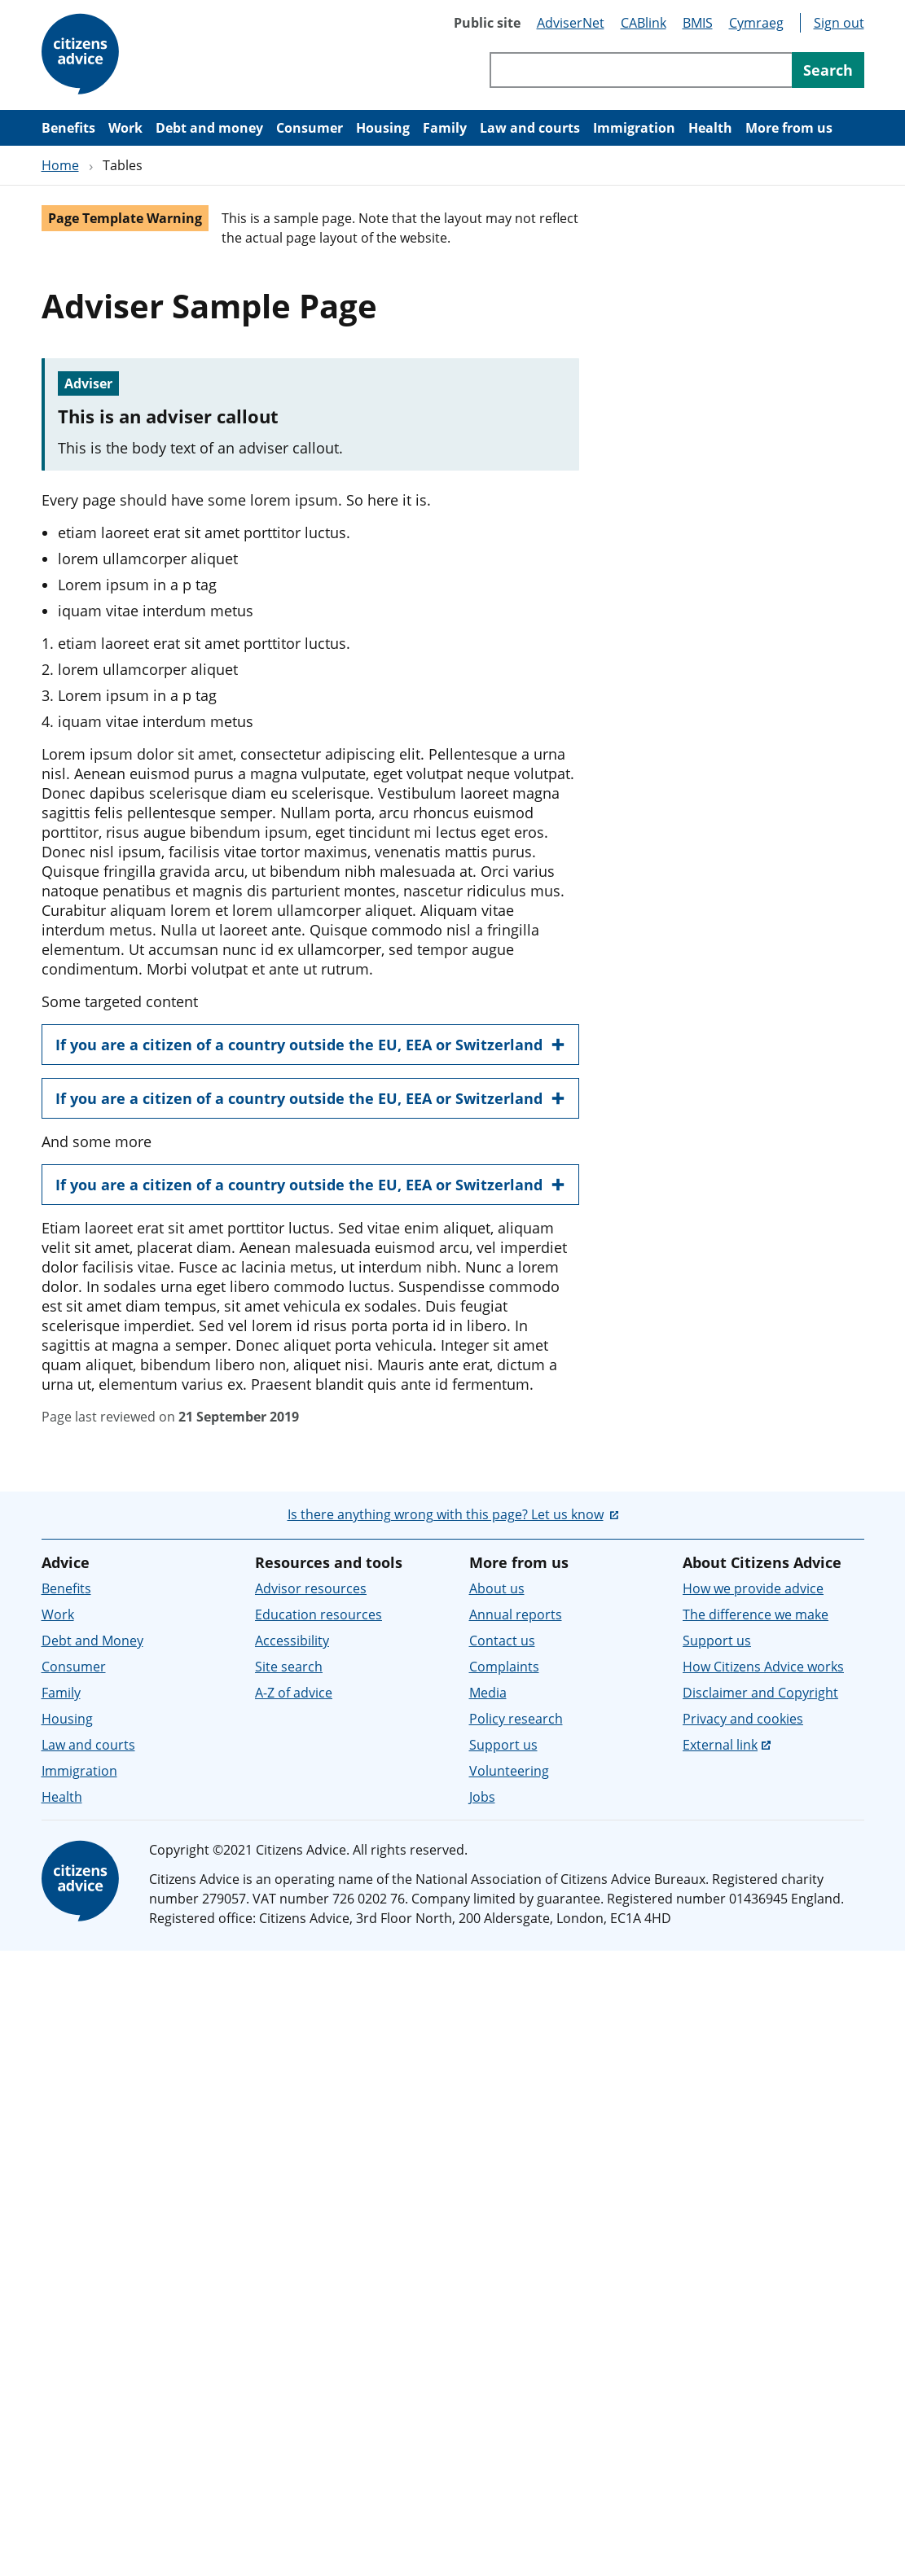 citizens
advice
Public site AdviserNet CABlink BMIS Cymraeg Sign out
Search
Benefits Work Debt and money Consumer Housing Family Law and courts Immigration Health More from us
Home › Tables
Page Template Warning This is a sample page. Note that the layout may not reflect
the actual page layout of the website.
Adviser Sample Page
Adviser
This is an adviser callout
This is the body text of an adviser callout.
Every page should have some lorem ipsum. So here it is.
• etiam laoreet erat sit amet porttitor luctus.
• lorem ullamcorper aliquet
• Lorem ipsum in a p tag
• iquam vitae interdum metus
1. etiam laoreet erat sit amet porttitor luctus.
2. lorem ullamcorper aliquet
3. Lorem ipsum in a p tag
4. iquam vitae interdum metus
Lorem ipsum dolor sit amet, consectetur adipiscing elit. Pellentesque a urna
nisl. Aenean euismod purus a magna vulputate, eget volutpat neque volutpat.
Donec dapibus scelerisque diam eu scelerisque. Vestibulum laoreet magna
sagittis felis pellentesque semper. Nullam porta, arcu rhoncus euismod
porttitor, risus augue bibendum ipsum, eget tincidunt mi lectus eget eros.
Donec nisl ipsum, facilisis vitae tortor maximus, venenatis mattis purus.
Quisque fringilla gravida arcu, ut bibendum nibh malesuada at. Orci varius
natoque penatibus et magnis dis parturient montes, nascetur ridiculus mus.
Curabitur aliquam lorem et lorem ullamcorper aliquet. Aliquam vitae
interdum metus. Nulla ut laoreet ante. Quisque commodo nisl a fringilla
elementum. Ut accumsan nunc id ex ullamcorper, sed tempor augue
condimentum. Morbi volutpat et ante ut rutrum.
Some targeted content
If you are a citizen of a country outside the EU, EEA or Switzerland
If you are a citizen of a country outside the EU, EEA or Switzerland
And some more
If you are a citizen of a country outside the EU, EEA or Switzerland
Etiam laoreet erat sit amet porttitor luctus. Sed vitae enim aliquet, aliquam
velit sit amet, placerat diam. Aenean malesuada euismod arcu, vel imperdiet
dolor facilisis vitae. Fusce ac lacinia metus, ut interdum nibh. Nunc a lorem
dolor. In sodales urna eget libero commodo luctus. Suspendisse commodo
est sit amet diam tempus, sit amet vehicula ex sodales. Duis feugiat
scelerisque imperdiet. Sed vel lorem id risus porta porta id in libero. In
sagittis at magna a semper. Donec aliquet porta vehicula. Integer sit amet
quam aliquet, bibendum libero non, aliquet nisi. Mauris ante erat, dictum a
urna ut, elementum varius ex. Praesent blandit quis ante id fermentum.
Page last reviewed on 21 September 2019
Is there anything wrong with this page? Let us know
Advice
Benefits
Work
Debt and Money
Consumer
Family
Housing
Law and courts
Immigration
Health
Resources and tools
Advisor resources
Education resources
Accessibility
Site search
A-Z of advice
More from us
About us
Annual reports
Contact us
Complaints
Media
Policy research
Support us
Volunteering
Jobs
About Citizens Advice
How we provide advice
The difference we make
Support us
How Citizens Advice works
Disclaimer and Copyright
Privacy and cookies
External link
citizens
advice
Copyright ©2021 Citizens Advice. All rights reserved.
Citizens Advice is an operating name of the National Association of Citizens Advice Bureaux. Registered charity
number 279057. VAT number 726 0202 76. Company limited by guarantee. Registered number 01436945 England.
Registered office: Citizens Advice, 3rd Floor North, 200 Aldersgate, London, EC1A 4HD